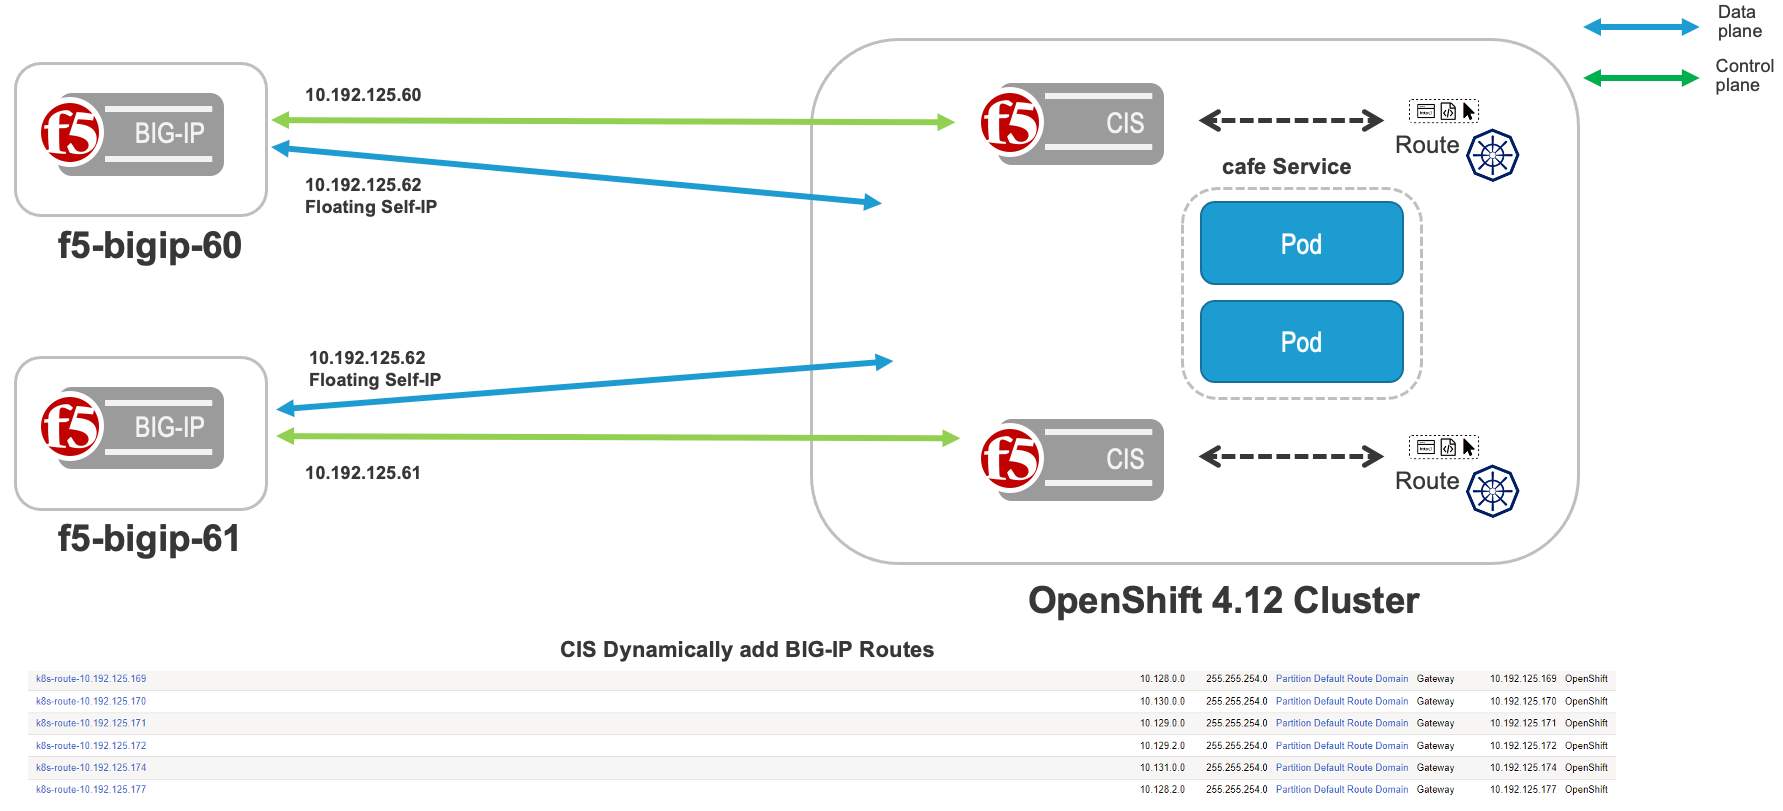 Data
plane
Control
plane
f5
BIG-IP
f5-bigip-60
10.192.125.60
10.192.125.62
Floating Self-IP
f5
CIS
Route
cafe Service
Pod
Pod
f5
BIG-IP
f5-bigip-61
10.192.125.62
Floating Self-IP
10.192.125.61
f5
CIS
Route
OpenShift 4.12 Cluster
CIS Dynamically add BIG-IP Routes
k8s-route-10.192.125.169 10.128.0.0 255.255.254.0 Partition Default Route Domain Gateway 10.192.125.169 OpenShift
k8s-route-10.192.125.170 10.130.0.0 255.255.254.0 Partition Default Route Domain Gateway 10.192.125.170 OpenShift
k8s-route-10.192.125.171 10.129.0.0 255.255.254.0 Partition Default Route Domain Gateway 10.192.125.171 OpenShift
k8s-route-10.192.125.172 10.129.2.0 255.255.254.0 Partition Default Route Domain Gateway 10.192.125.172 OpenShift
k8s-route-10.192.125.174 10.131.0.0 255.255.254.0 Partition Default Route Domain Gateway 10.192.125.174 OpenShift
k8s-route-10.192.125.177 10.128.2.0 255.255.254.0 Partition Default Route Domain Gateway 10.192.125.177 OpenShift